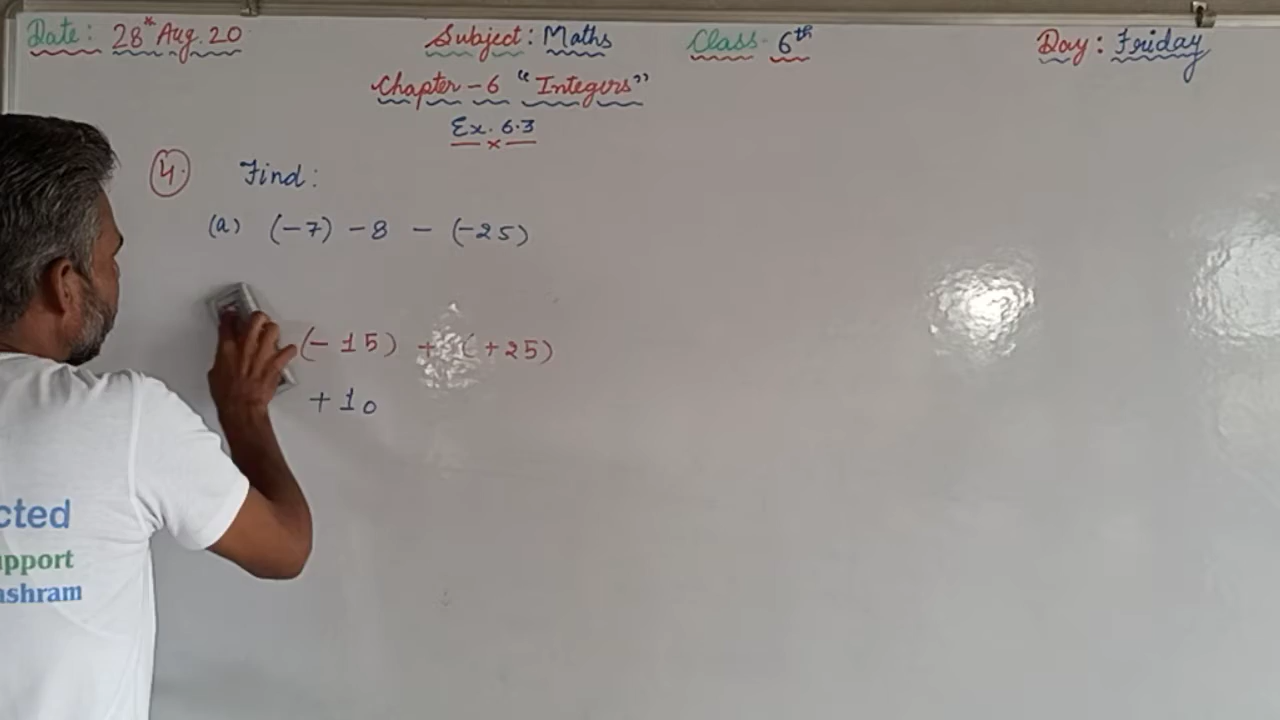 Date: 28th Aug. 20 Subject: Maths Class- 6th Day: Friday
Chapter - 6 "Integers"
Ex. 6.3
4. Find:
(a) (-7) -8 - (-25)
(- 15) + (+25)
+10
cted
upport
ashram